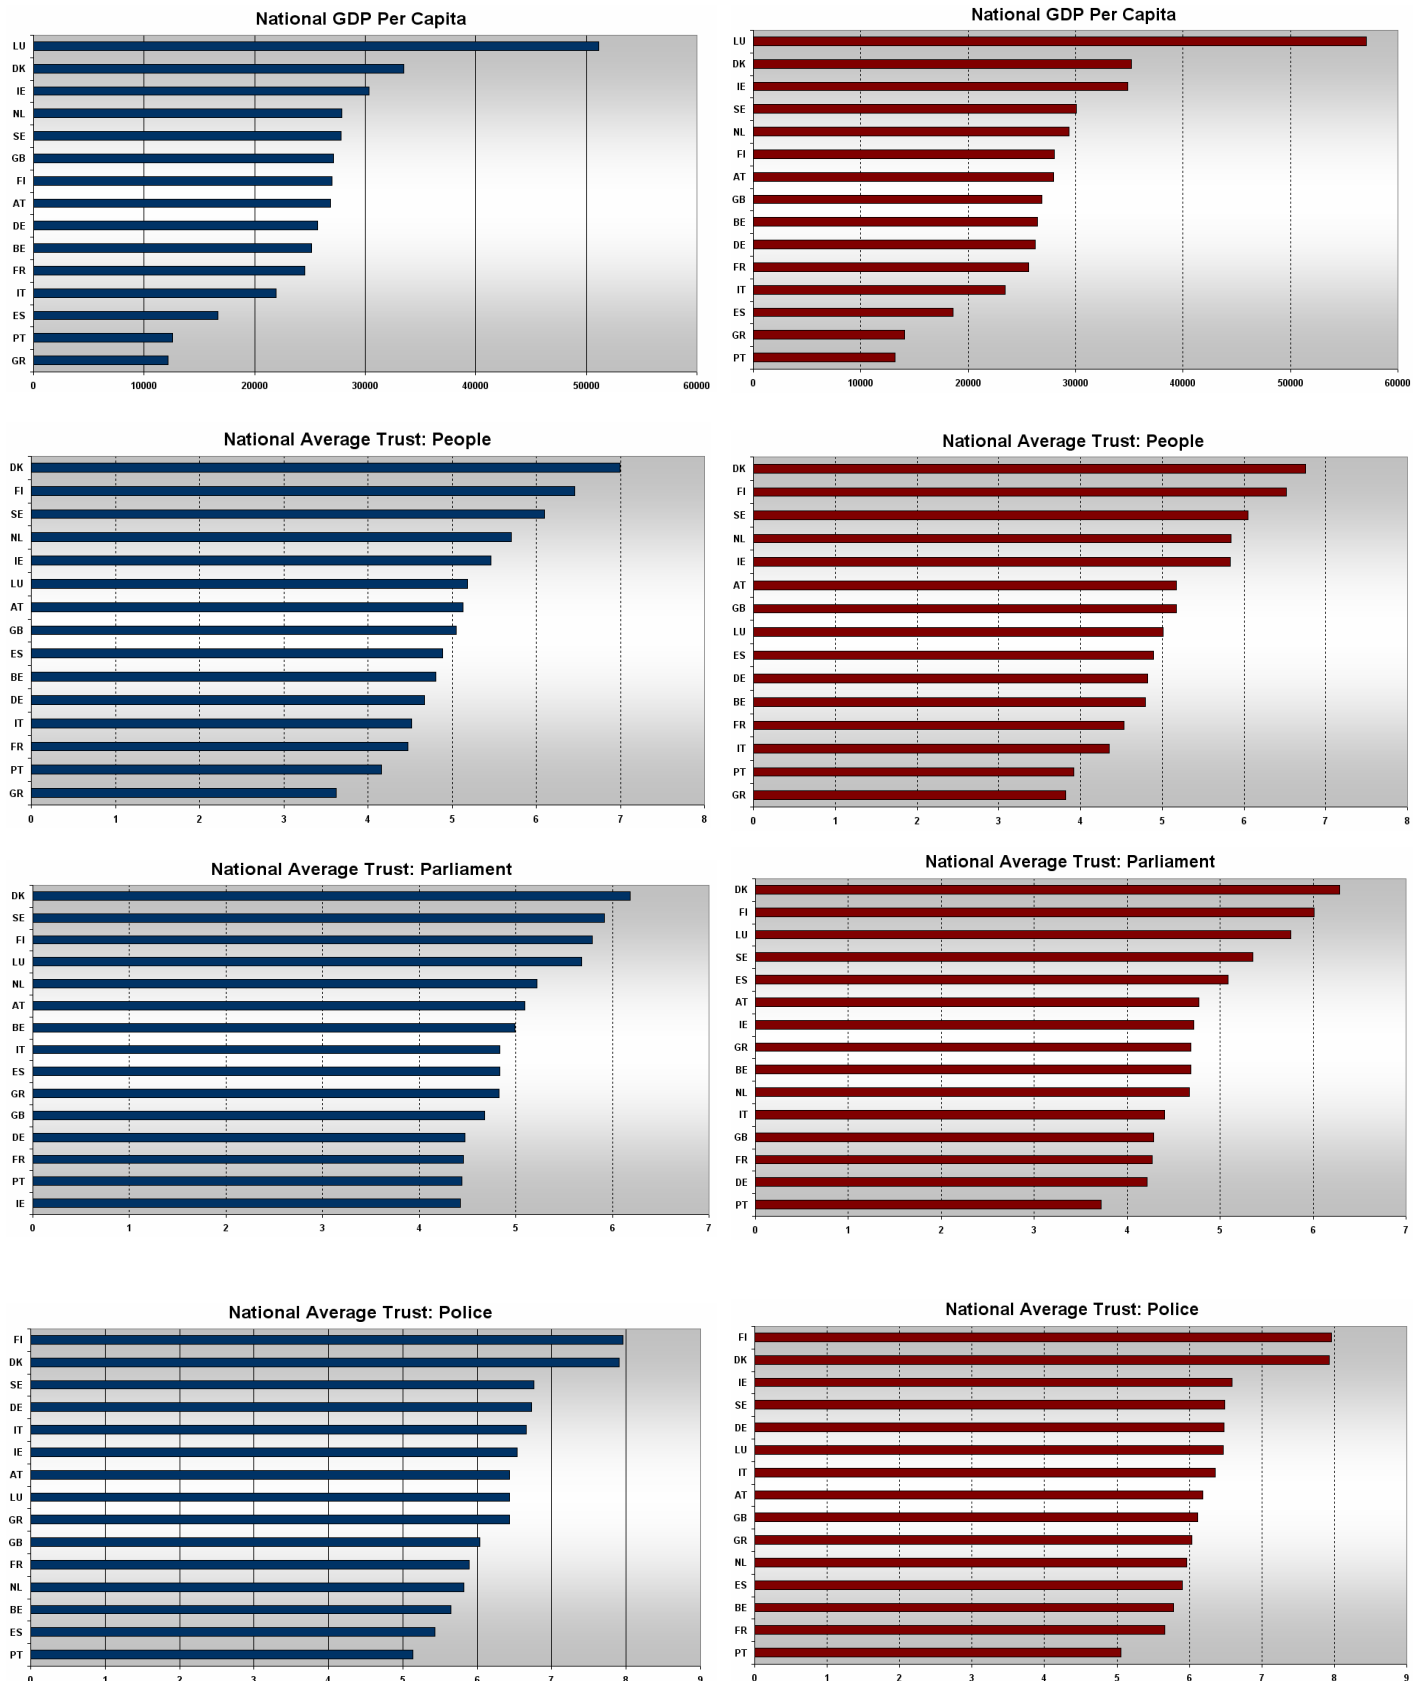 National GDP Per Capita
LU
DK
IE
NL
SE
GB
FI
AT
DE
BE
FR
IT
ES
PT
GR
0 10000 20000 30000 40000 50000 60000
National GDP Per Capita
LU
DK
IE
SE
NL
FI
AT
GB
BE
DE
FR
IT
ES
GR
PT
0 10000 20000 30000 40000 50000 60000
National Average Trust: People
DK
FI
SE
NL
IE
LU
AT
GB
ES
BE
DE
IT
FR
PT
GR
0 1 2 3 4 5 6 7 8
National Average Trust: People
DK
FI
SE
NL
IE
AT
GB
LU
ES
DE
BE
FR
IT
PT
GR
0 1 2 3 4 5 6 7 8
National Average Trust: Parliament
DK
SE
FI
LU
NL
AT
BE
IT
ES
GR
GB
DE
FR
PT
IE
0 1 2 3 4 5 6 7
National Average Trust: Parliament
DK
FI
LU
SE
ES
AT
IE
GR
BE
NL
IT
GB
FR
DE
PT
0 1 2 3 4 5 6 7
National Average Trust: Police
FI
DK
SE
DE
IT
IE
AT
LU
GR
GB
FR
NL
BE
ES
PT
0 1 2 3 4 5 6 7 8 9
National Average Trust: Police
FI
DK
IE
SE
DE
LU
IT
AT
GB
GR
NL
ES
BE
FR
PT
0 1 2 3 4 5 6 7 8 9